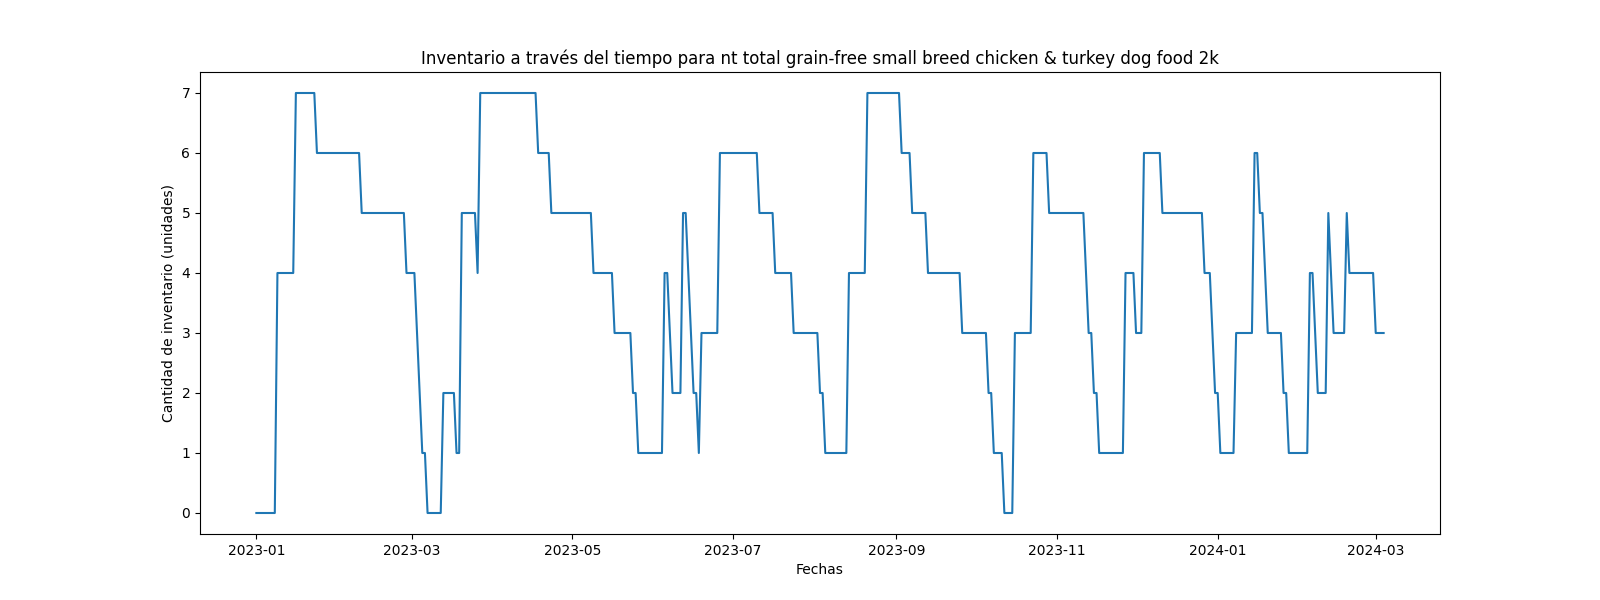 Inventario a través del tiempo para nt total grain-free small breed chicken & turkey dog food 2k
Cantidad de inventario (unidades)
7
6
5
4
3
2
1
0
2023-01 2023-03 2023-05 2023-07 2023-09 2023-11 2024-01 2024-03
Fechas